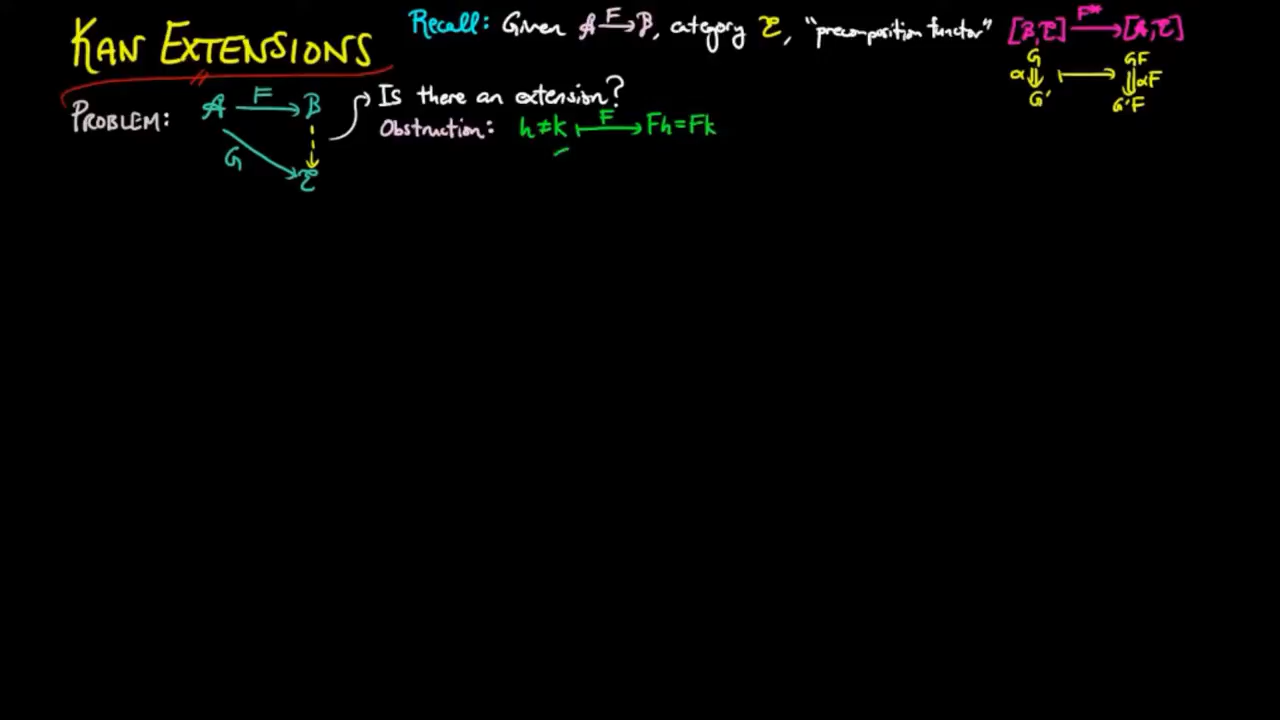 KAN EXTENSIONS
Recall: Given A F→ B, category C, "precomposition functor" [B,C] F*→ [A,C]
G GF
α⇓ ↦ ⇓αF
G' G'F
PROBLEM: A F→ B
G
C
Is there an extension?
Obstruction: h≠k F↦ Fh=Fk